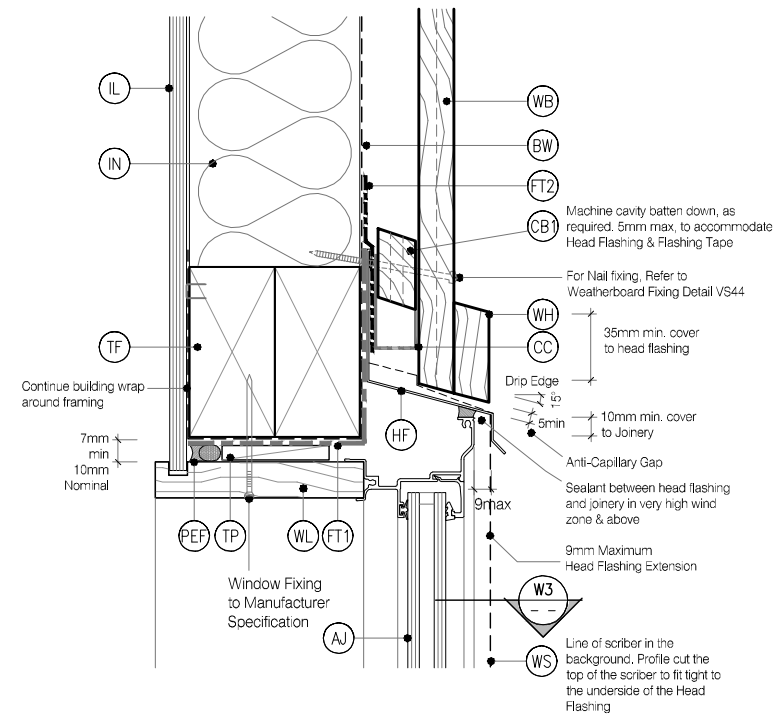 IL
IN
WB
BW
FT2
CB1
Machine cavity batten down, as
required. 5mm max, to accommodate
Head Flashing & Flashing Tape
For Nail fixing, Refer to
Weatherboard Fixing Detail VS44
WH
35mm min. cover
to head flashing
TF
CC
Continue building wrap
around framing
Drip Edge
15°
HF
5min
10mm min. cover
to Joinery
7mm
min
10mm
Nominal
Anti-Capillary Gap
Sealant between head flashing
and joinery in very high wind
zone & above
9max
PEF
TP
WL
FT1
9mm Maximum
Head Flashing Extension
Window Fixing
to Manufacturer
Specification
W3
AJ
WS
Line of scriber in the
background. Profile cut the
top of the scriber to fit tight to
the underside of the Head
Flashing